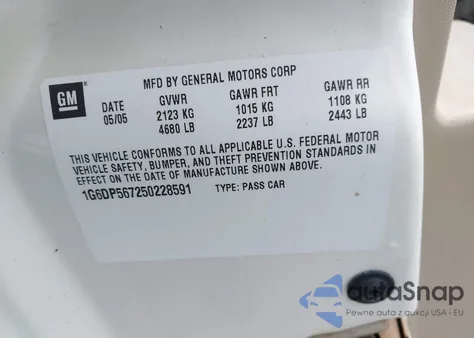 GM
MFD BY GENERAL MOTORS CORP
DATE GVWR GAWR FRT GAWR RR
05/05 2123 KG 1015 KG 1108 KG
4680 LB 2237 LB 2443 LB
THIS VEHICLE CONFORMS TO ALL APPLICABLE U.S. FEDERAL MOTOR
VEHICLE SAFETY, BUMPER, AND THEFT PREVENTION STANDARDS IN
EFFECT ON THE DATE OF MANUFACTURE SHOWN ABOVE.
1G6DP567250228591 TYPE: PASS CAR
autoSnap
Pewne auta z aukcji USA - EU